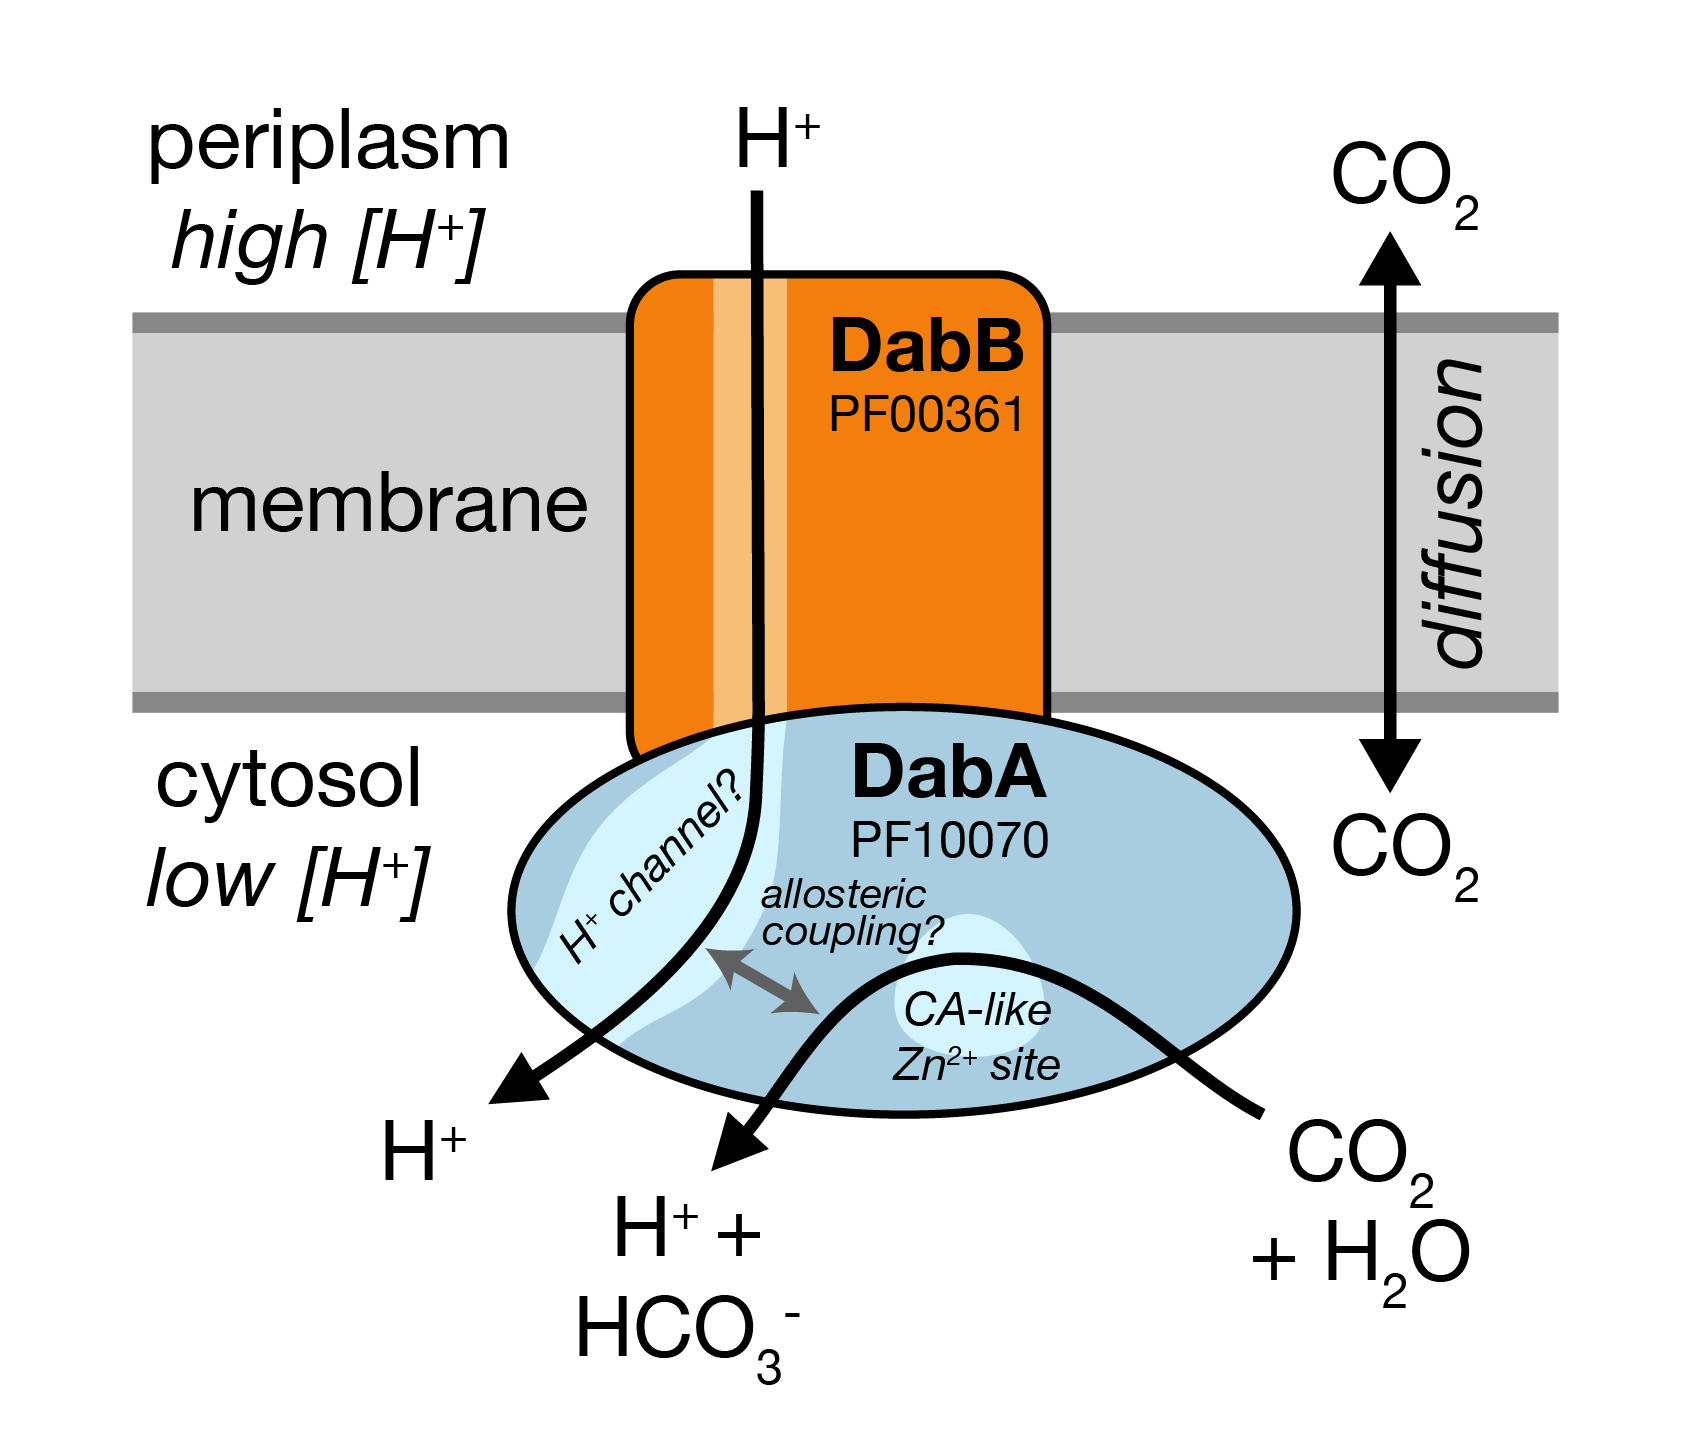 periplasm
high [H⁺]
H⁺
CO₂
DabB
PF00361
membrane
diffusion
cytosol
low [H⁺]
DabA
PF10070
CO₂
H⁺ channel?
allosteric
coupling?
CA-like
Zn²⁺ site
H⁺
H⁺ +
HCO₃⁻
CO₂
+ H₂O